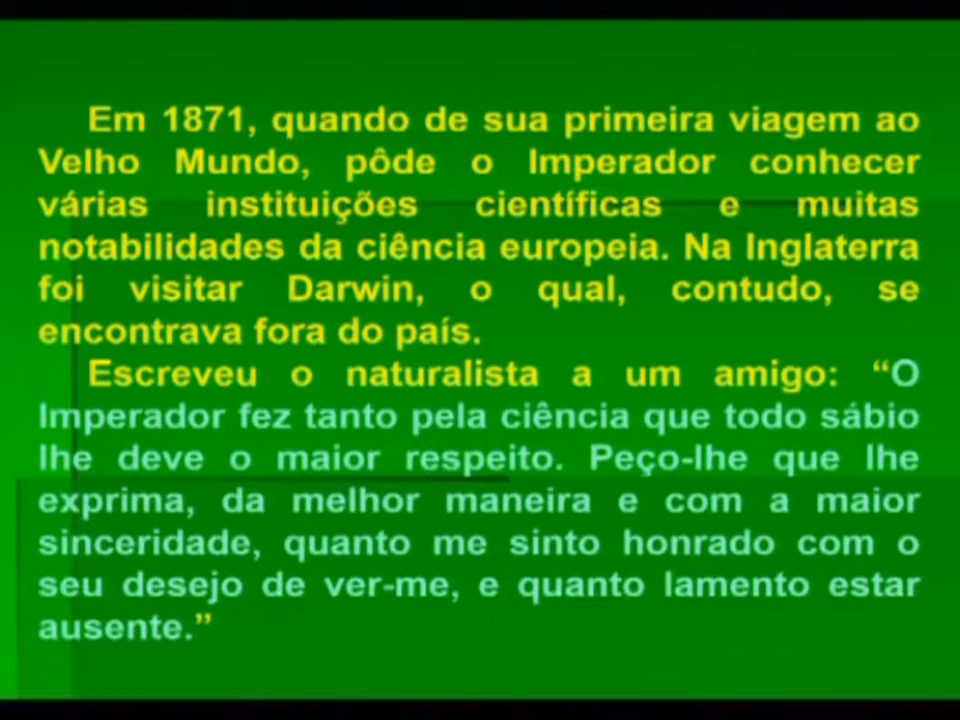 Em 1871, quando de sua primeira viagem ao
Velho Mundo, pôde o Imperador conhecer
várias instituições científicas e muitas
notabilidades da ciência europeia. Na Inglaterra
foi visitar Darwin, o qual, contudo, se
encontrava fora do país.
Escreveu o naturalista a um amigo: “O
Imperador fez tanto pela ciência que todo sábio
lhe deve o maior respeito. Peço-lhe que lhe
exprima, da melhor maneira e com a maior
sinceridade, quanto me sinto honrado com o
seu desejo de ver-me, e quanto lamento estar
ausente.”